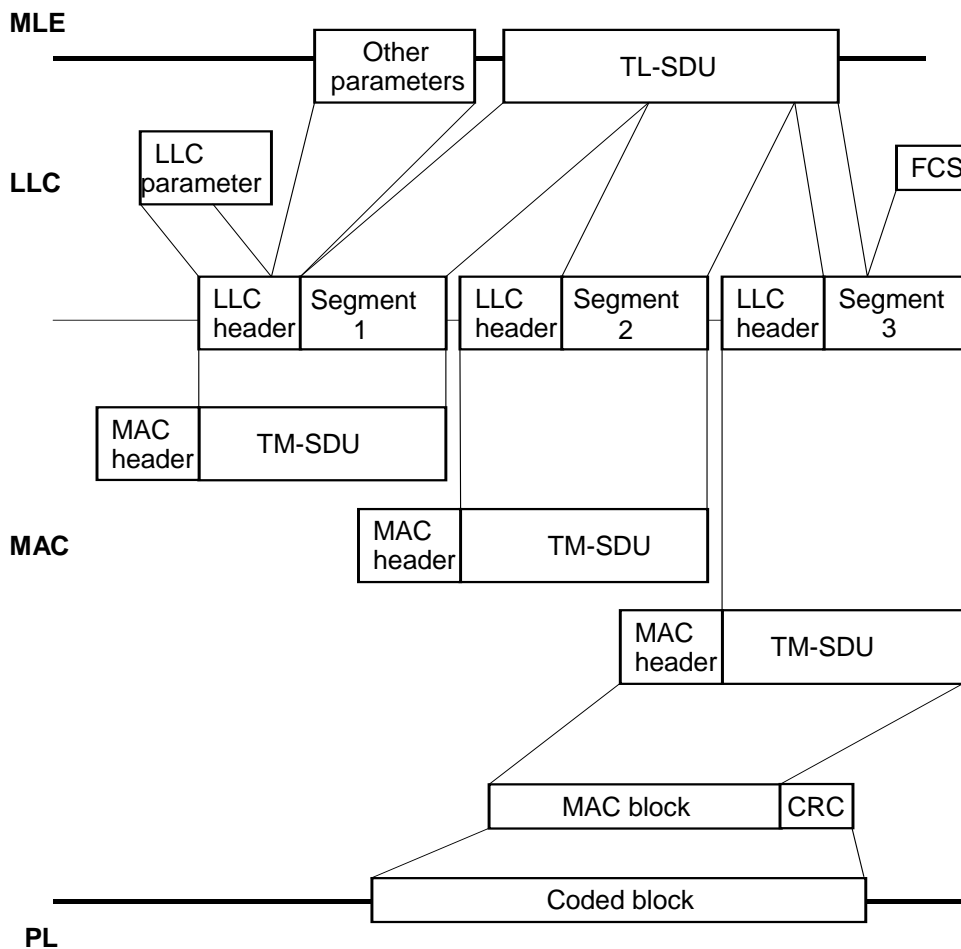 MLE
Other
parameters
TL-SDU
LLC
parameter
LLC
FCS
LLC
header
Segment
1
LLC
header
Segment
2
LLC
header
Segment
3
MAC
header
TM-SDU
MAC
header
TM-SDU
MAC
MAC
header
TM-SDU
MAC block
CRC
Coded block
PL